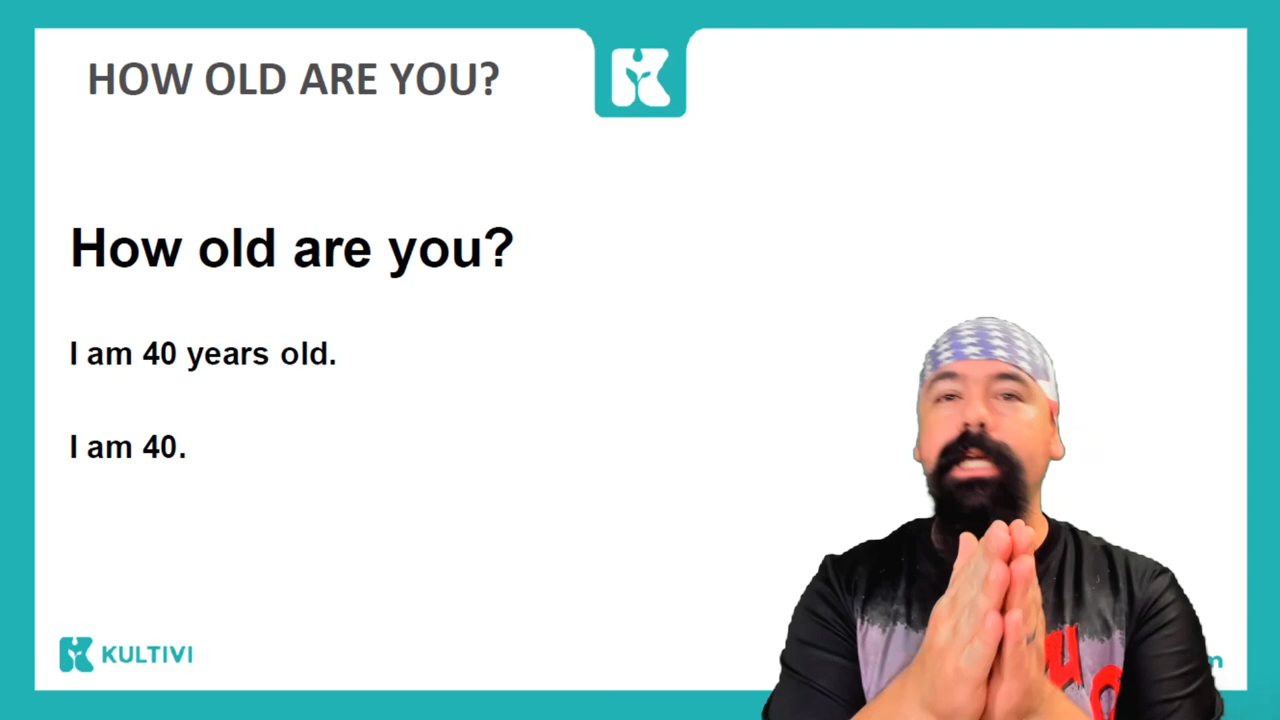 HOW OLD ARE YOU?
How old are you?
I am 40 years old.
I am 40.
KULTIVI